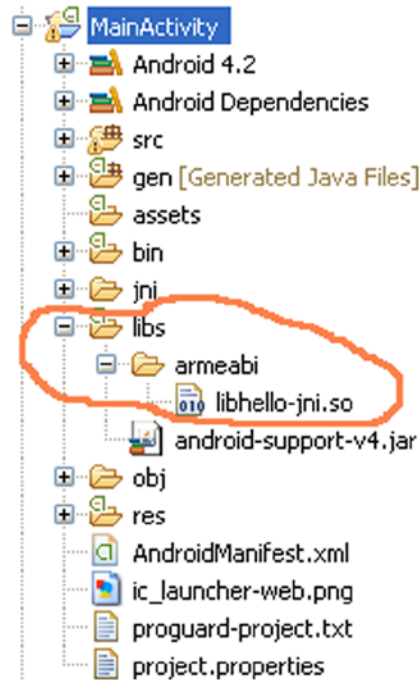 MainActivity
Android 4.2
Android Dependencies
src
gen [Generated Java Files]
assets
bin
jni
libs
armeabi
libhello-jni.so
android-support-v4.jar
obj
res
AndroidManifest.xml
ic_launcher-web.png
proguard-project.txt
project.properties